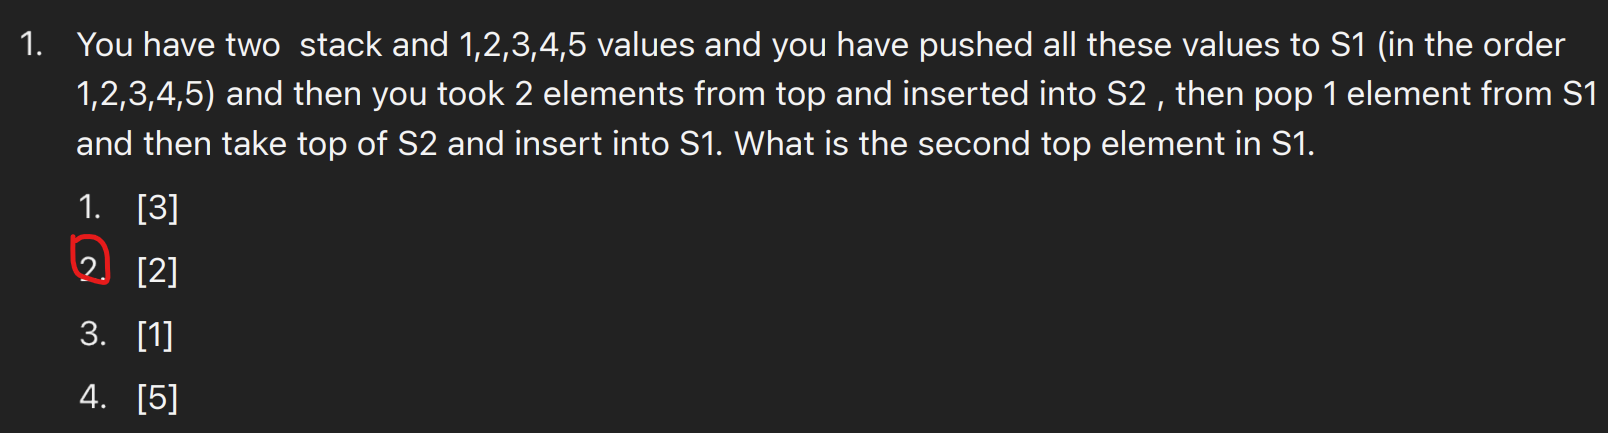 1. You have two stack and 1,2,3,4,5 values and you have pushed all these values to S1 (in the order
1,2,3,4,5) and then you took 2 elements from top and inserted into S2 , then pop 1 element from S1
and then take top of S2 and insert into S1. What is the second top element in S1.
1. [3]
2. [2]
3. [1]
4. [5]